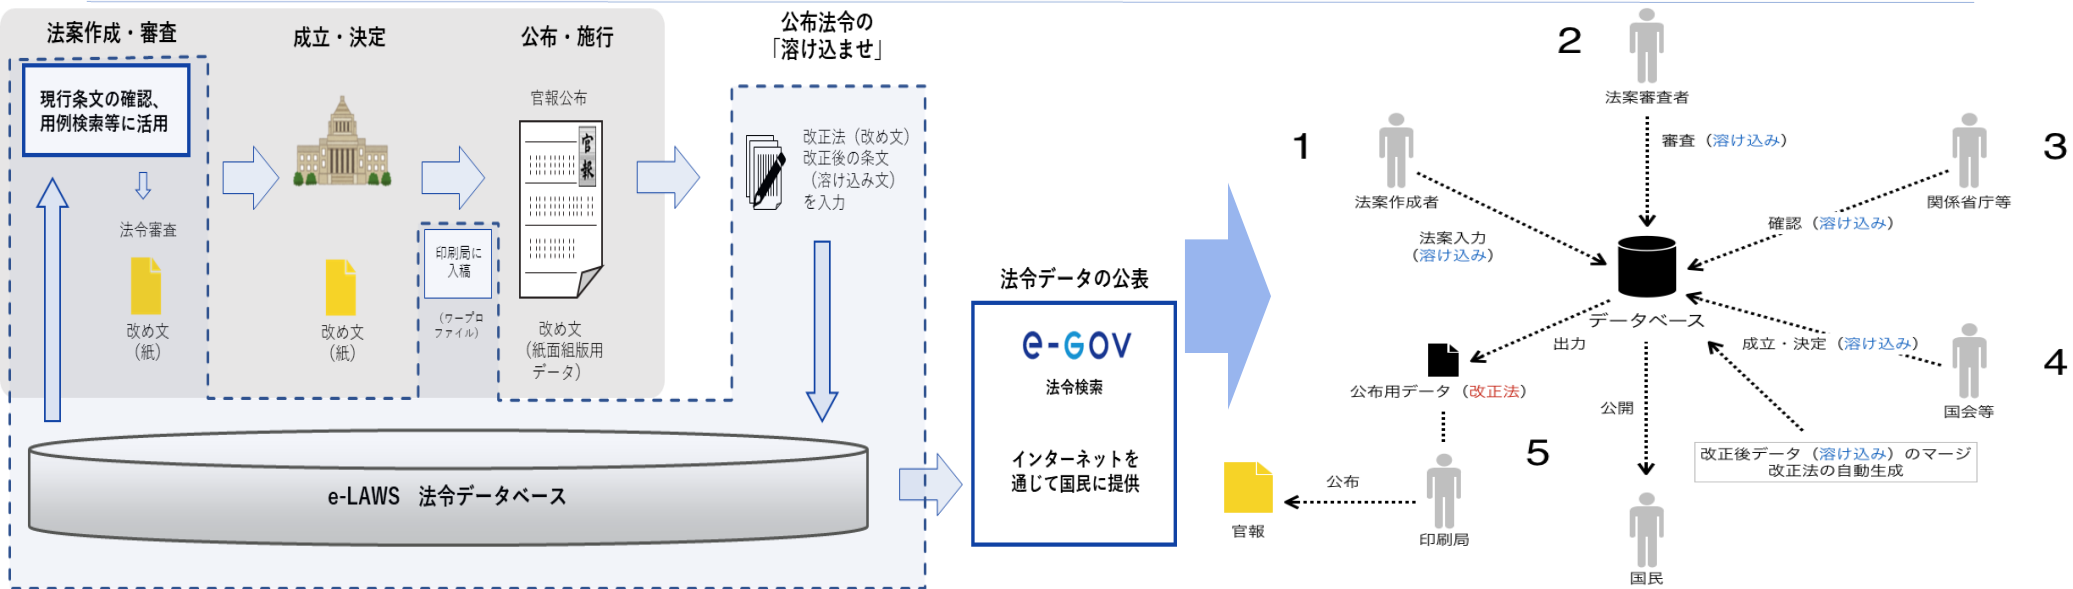 法案作成・審査
現行条文の確認、
用例検索等に活用
法令審査
改め文
(紙)
成立・決定
改め文
(紙)
公布・施行
官報公布
官報
印刷局に
入稿
(ワープロ
ファイル)
改め文
(紙面組版用
データ)
公布法令の
「溶け込ませ」
改正法（改め文）
改正後の条文
（溶け込み文）
を入力
e-LAWS 法令データベース
法令データの公表
e-GOV
法令検索
インターネットを
通じて国民に提供
1
法案作成者
法案入力
（溶け込み）
2
法案審査者
審査（溶け込み）
3
関係省庁等
確認（溶け込み）
データベース
4
成立・決定（溶け込み）
国会等
出力
公布用データ（改正法）
公開
改正後データ（溶け込み）のマージ
改正法の自動生成
5
公布
官報
印刷局
国民